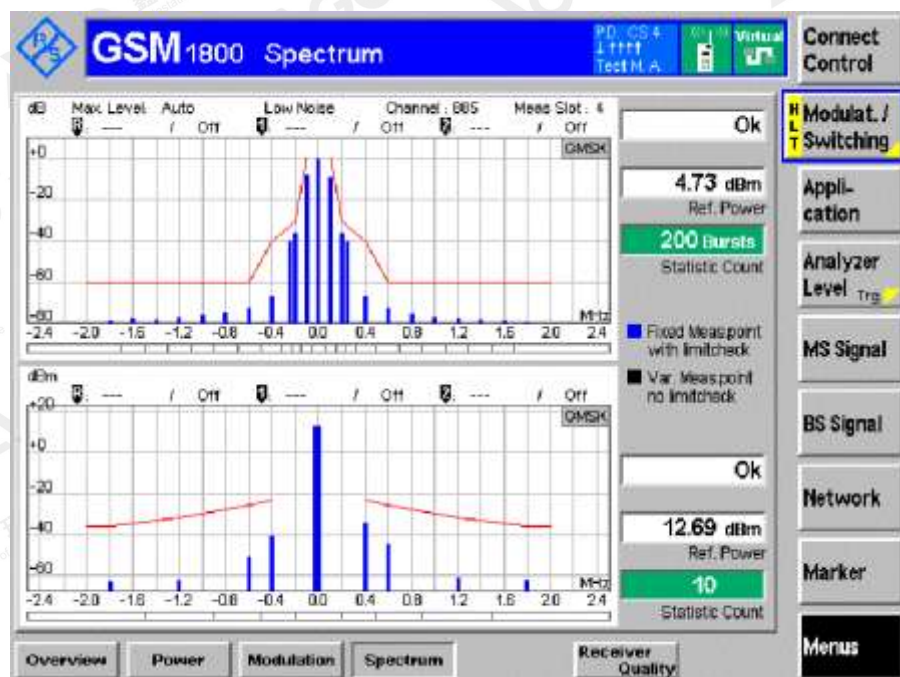 GSM 1800 Spectrum
PD: CS4
Test M. A.
Virtual
Connect Control
dB Max. Level: Auto Low Noise Channel: 885 Meas Slot: 4
--- / Off --- / Off --- / Off
GMSK
+0
-20
-40
-60
-80
MHz
-2.4 -2.0 -1.6 -1.2 -0.8 -0.4 0.0 0.4 0.8 1.2 1.6 2.0 2.4
Ok
4.73 dBm
Ref. Power
200 Bursts
Statistic Count
Fixed Meas.point
with limitcheck
Var. Meas.point
no limitcheck
dBm
--- / Off --- / Off --- / Off
GMSK
+20
+0
-20
-40
-60
MHz
-2.4 -2.0 -1.6 -1.2 -0.8 -0.4 0.0 0.4 0.8 1.2 1.6 2.0 2.4
Ok
12.69 dBm
Ref. Power
10
Statistic Count
HLT
Modulat. /
Switching
Appli-
cation
Analyzer
Level Trg.
MS Signal
BS Signal
Network
Marker
Menus
Overview Power Modulation Spectrum Receiver
Quality